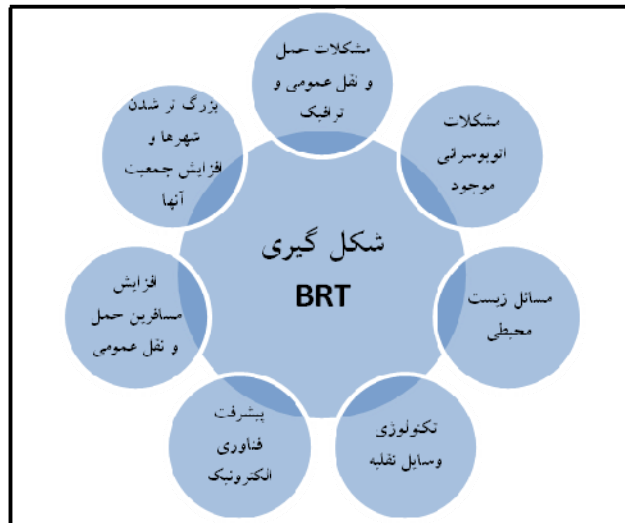 مشکلات حمل
و نقل عمومی و
ترافیک
مشکلات
اتوبوسرانی
موجود
مسائل زیست
محیطی
تکنولوژی
وسایل نقلیه
پیشرفت
فناوری
الکترونیک
افزایش
مسافرین حمل
و نقل عمومی
بزرگ تر شدن
شهرها و
افزایش جمعیت
آنها
شکل گیری
BRT